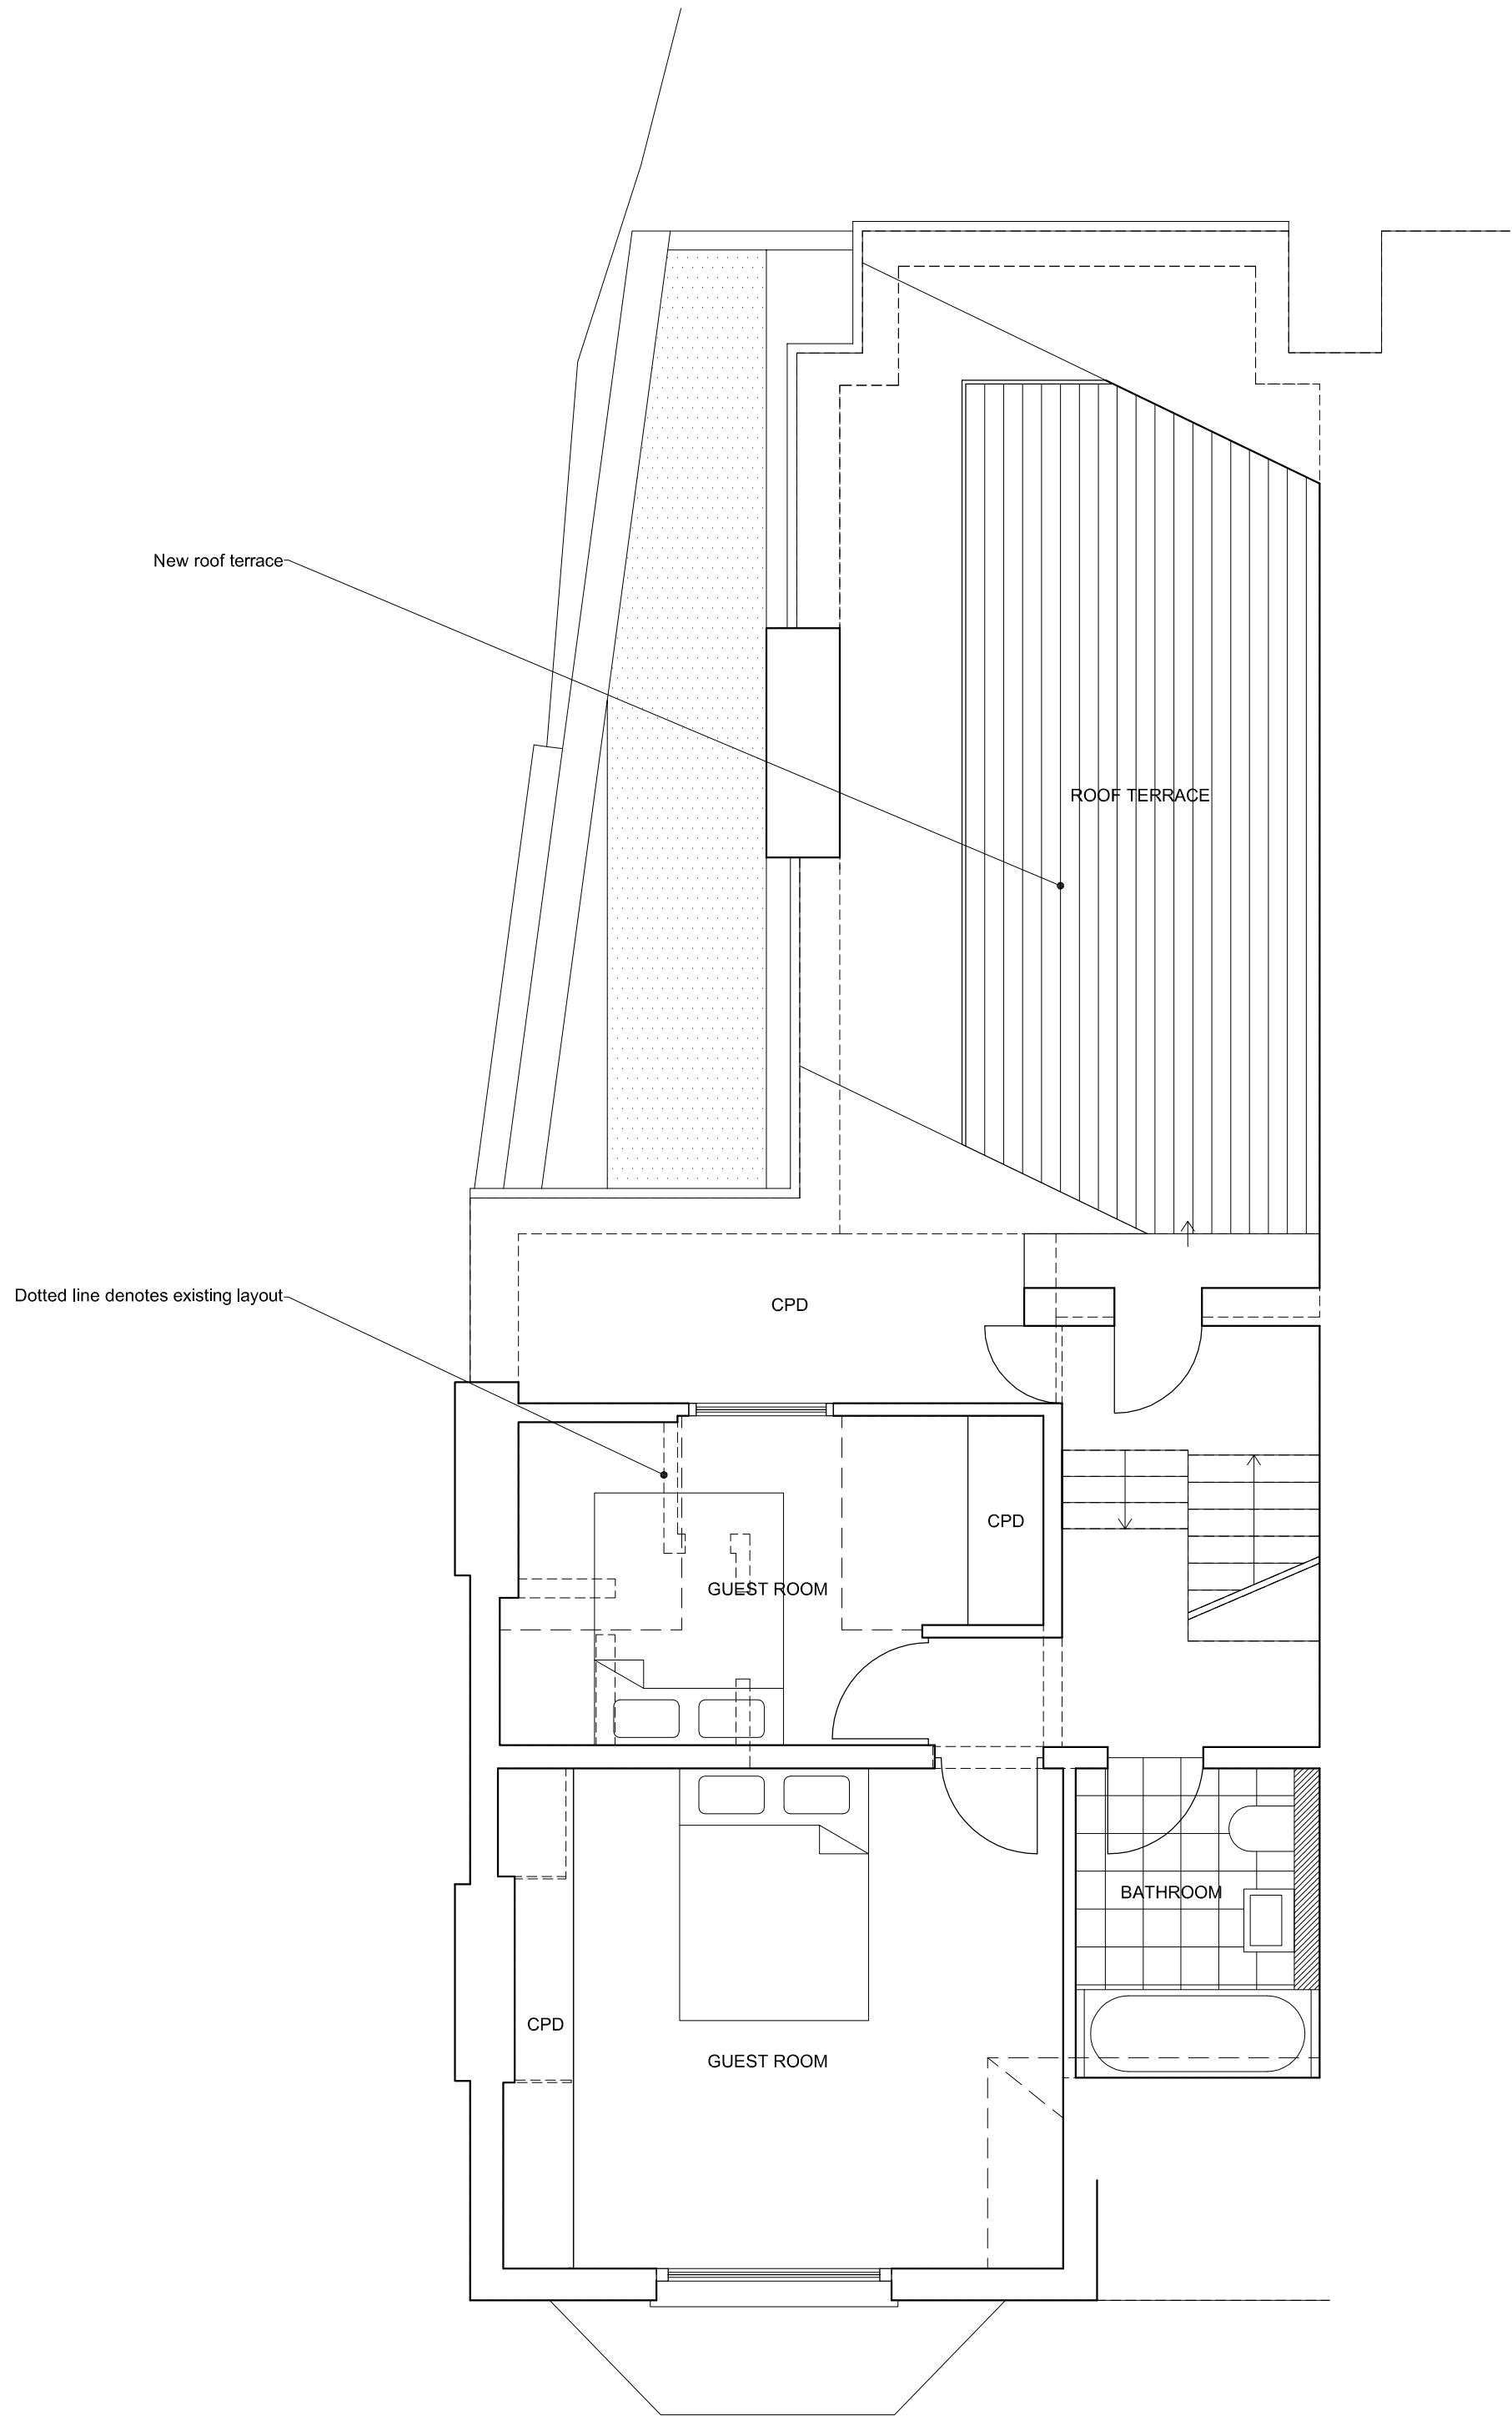 New roof terrace
ROOF TERRACE
Dotted line denotes existing layout
CPD
CPD
GUEST ROOM
BATHROOM
CPD
GUEST ROOM